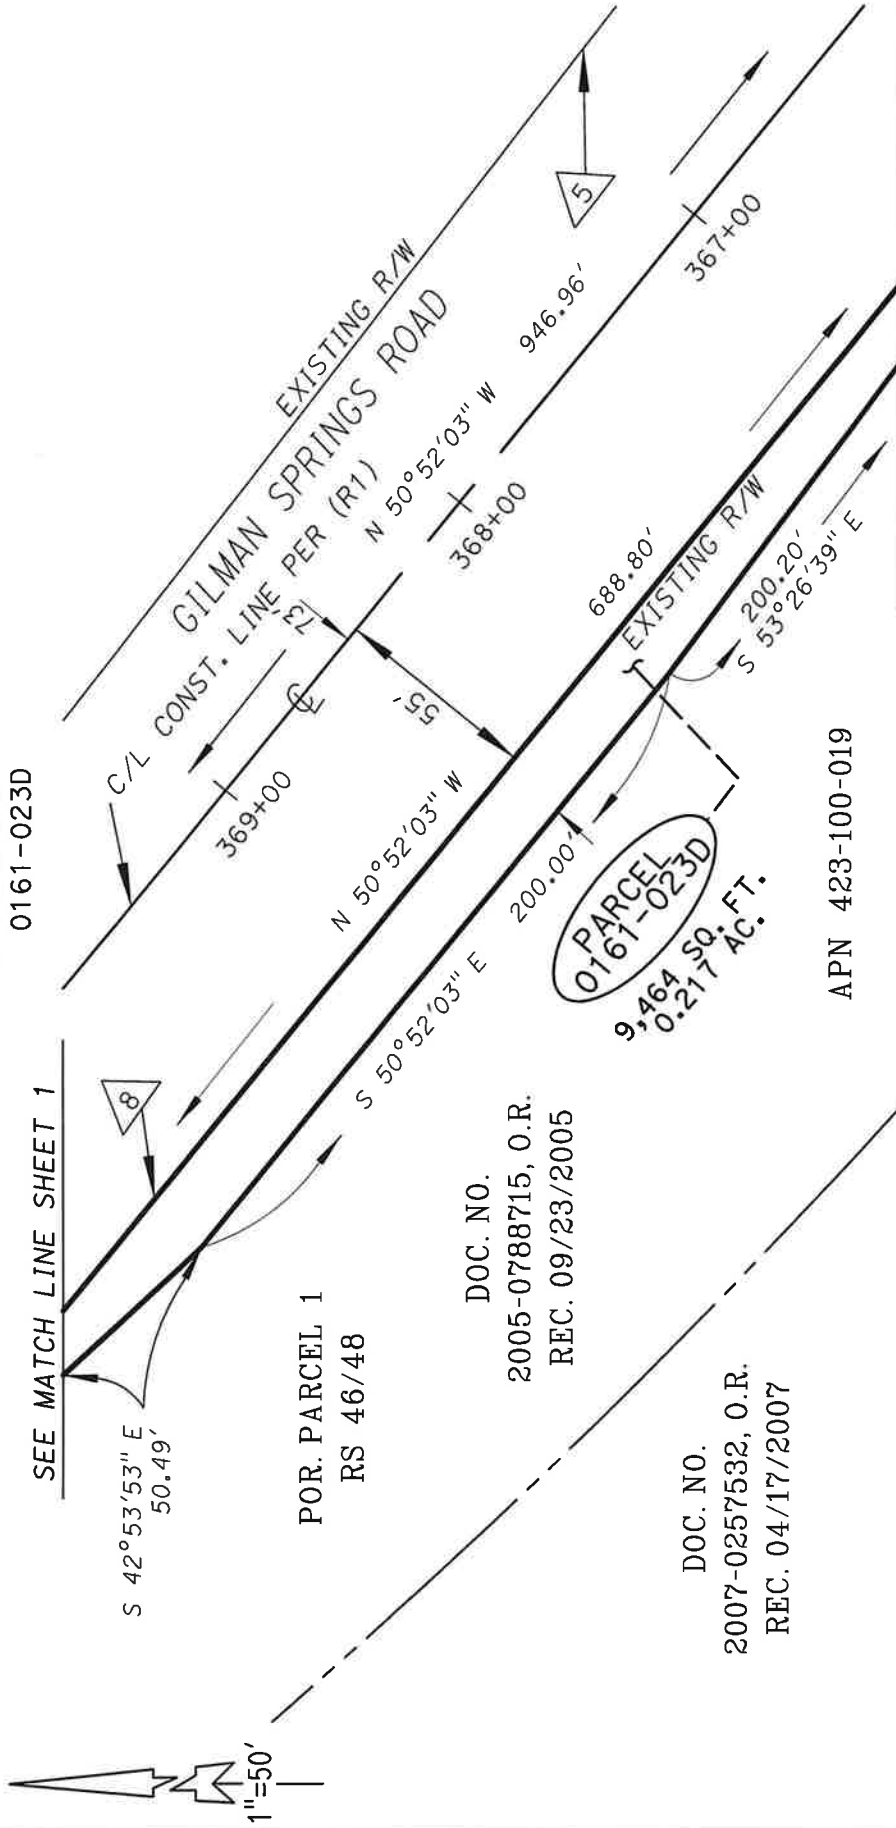 0161-023D
SEE MATCH LINE SHEET 1
1"=50'
S 42°53'53" E
50.49'
8
C/L CONST. LINE PER (R1)
369+00
℄
73'
GILMAN SPRINGS ROAD
EXISTING R/W
N 50°52'03" W 946.96'
368+00
367+00
5
55'
N 50°52'03" W
688.80'
EXISTING R/W
S 50°52'03" E
200.00'
200.20'
S 53°26'39" E
PARCEL
0161-023D
9,464 SQ. FT.
0.217 AC.
POR. PARCEL 1
RS 46/48
DOC. NO.
2005-0788715, O.R.
REC. 09/23/2005
APN 423-100-019
DOC. NO.
2007-0257532, O.R.
REC. 04/17/2007